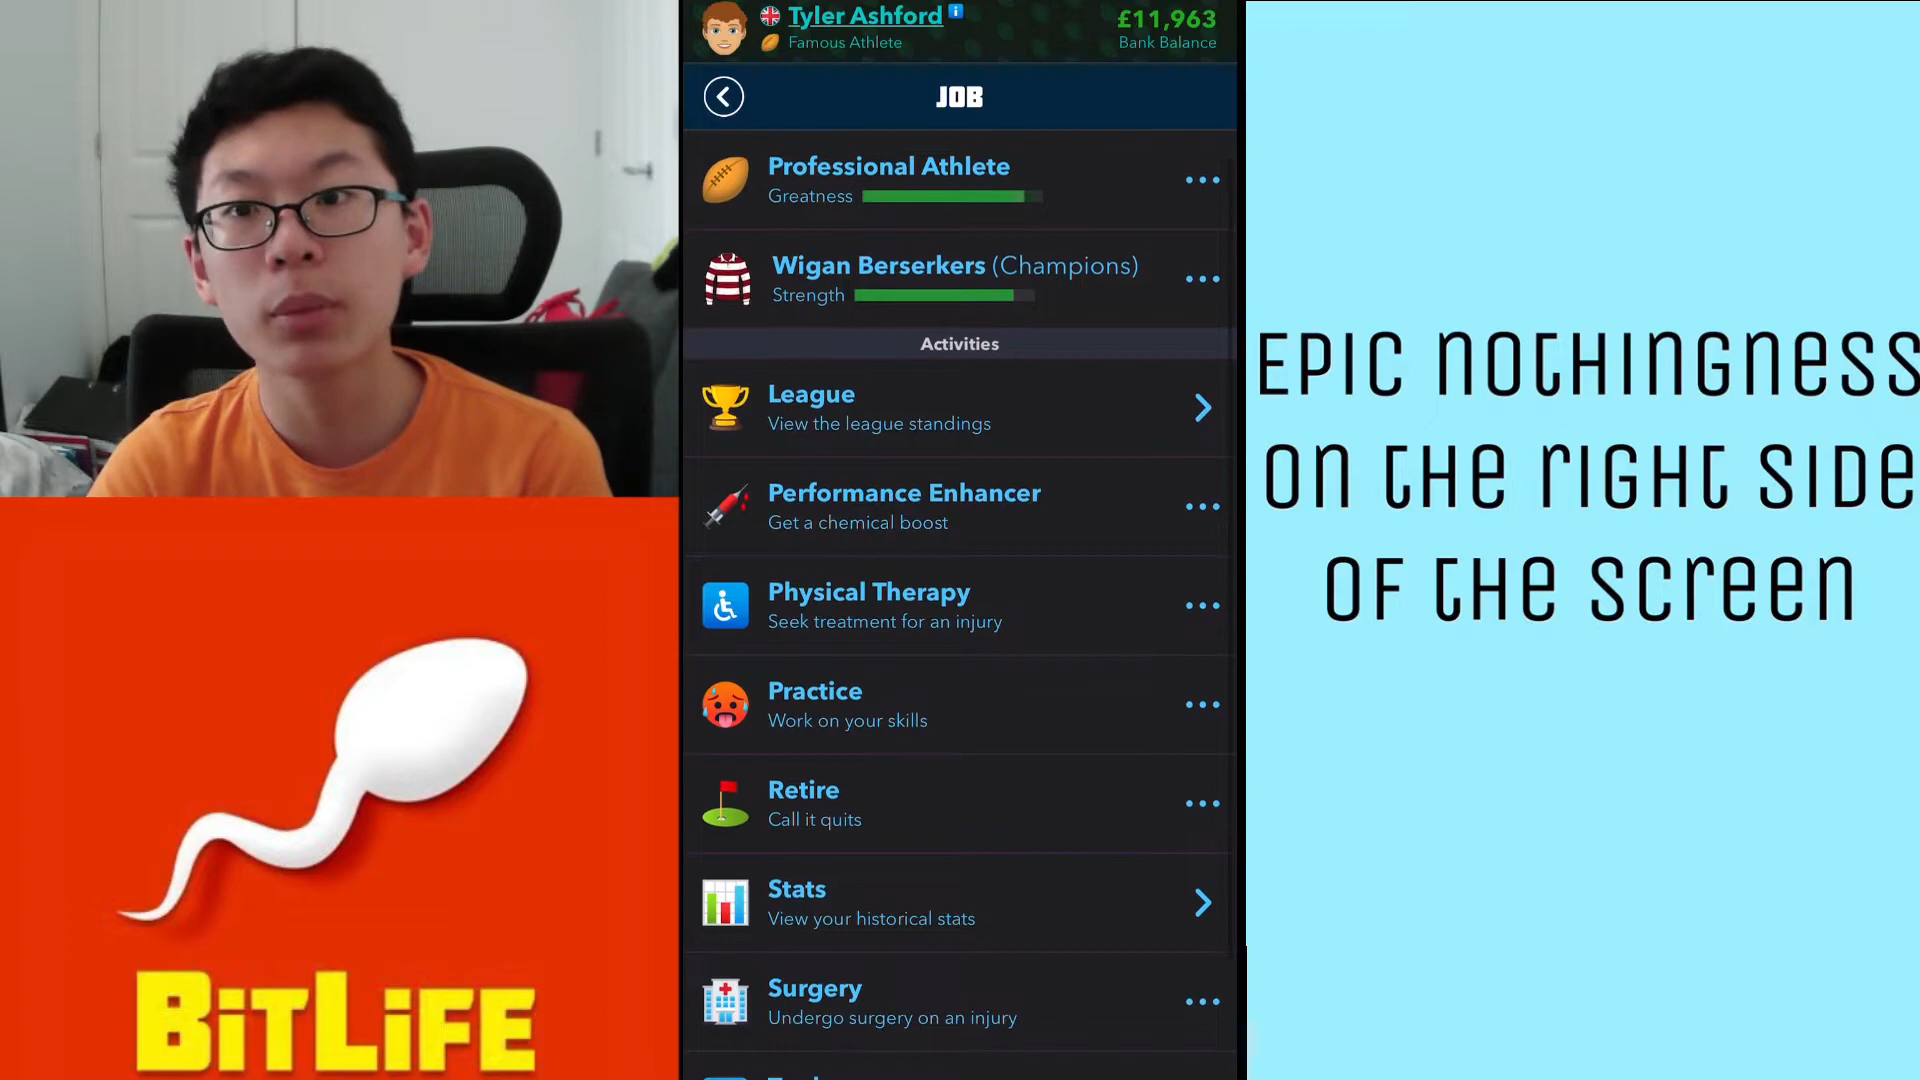 Tyler Ashford
Famous Athlete
£11,963
Bank Balance
JOB
Professional Athlete
Greatness
Wigan Berserkers (Champions)
Strength
Activities
League
View the league standings
Performance Enhancer
Get a chemical boost
Physical Therapy
Seek treatment for an injury
Practice
Work on your skills
Retire
Call it quits
Stats
View your historical stats
Surgery
Undergo surgery on an injury
BitLife
Epic nothingness
on the right side
of the screen